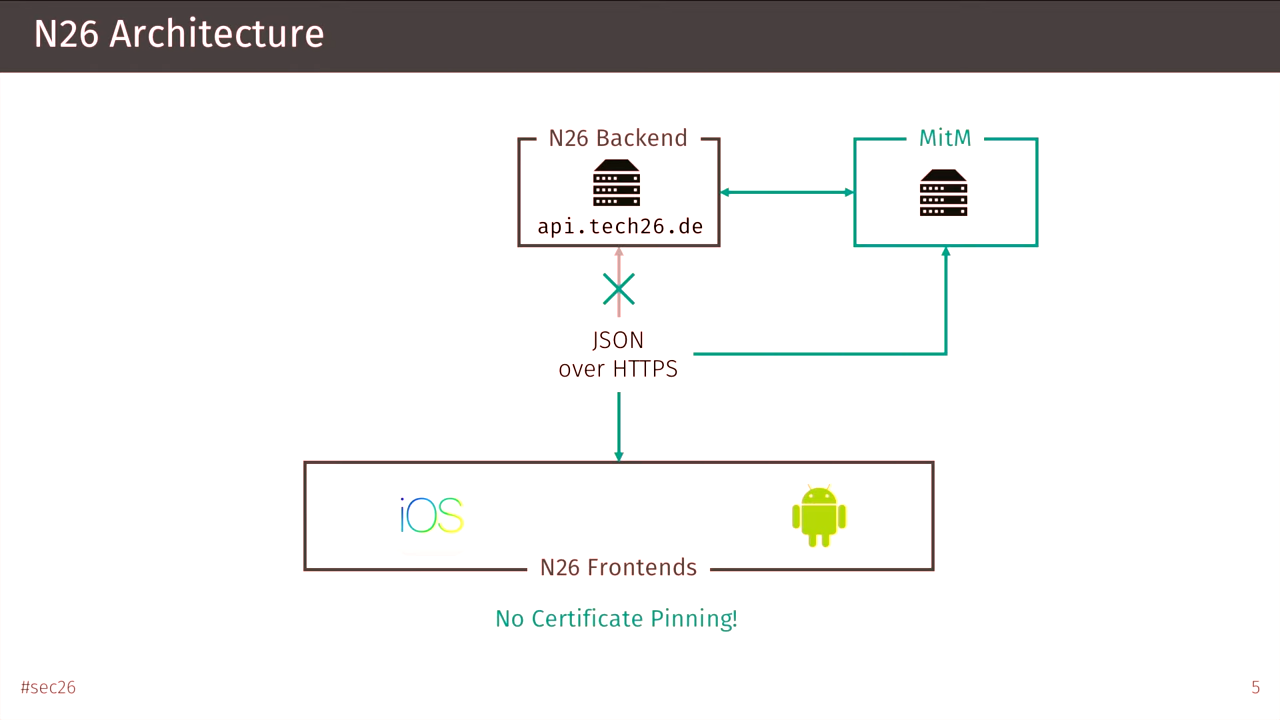 N26 Architecture
N26 Backend
MitM
api.tech26.de
JSON
over HTTPS
iOS
N26 Frontends
No Certificate Pinning!
#sec26
5